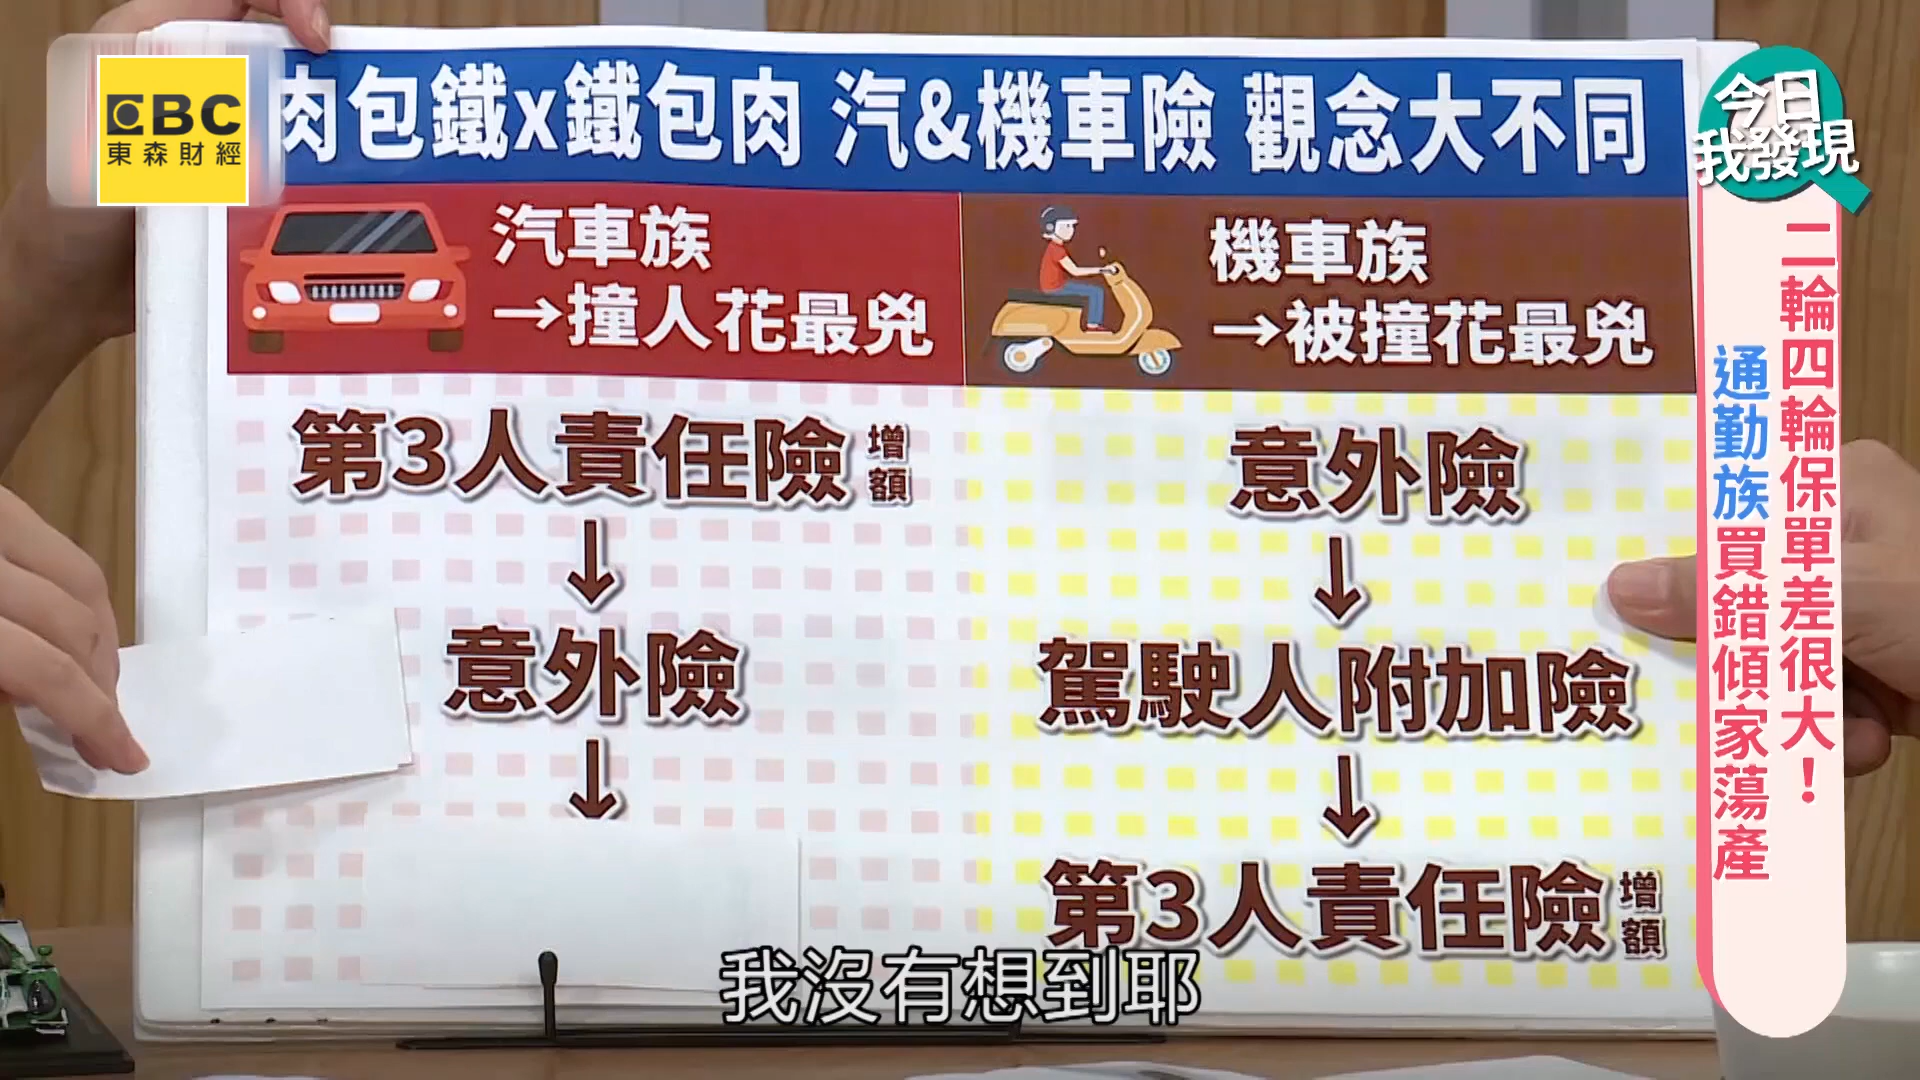 EBC
東森財經
肉包鐵x鐵包肉 汽&機車險 觀念大不同
汽車族
→撞人花最兇
機車族
→被撞花最兇
第3人責任險 增額
↓
意外險
↓
意外險
↓
駕駛人附加險
↓
第3人責任險 增額
今日
我發現
二輪四輪保單差很大！
通勤族買錯傾家蕩產
我沒有想到耶